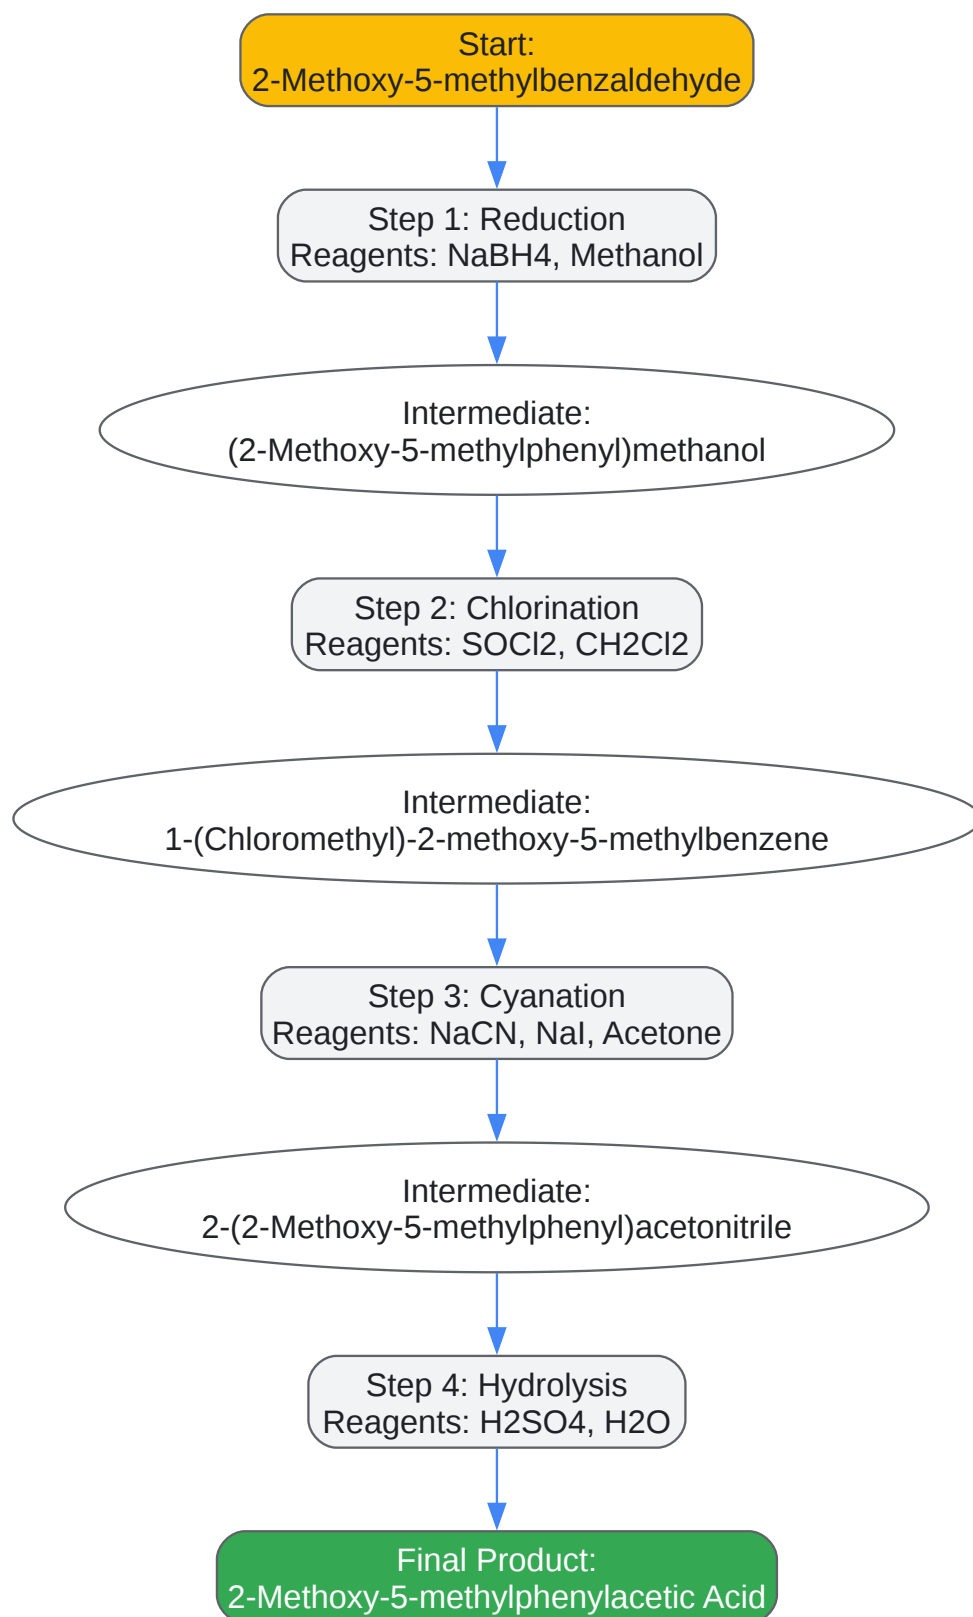 Start:
2-Methoxy-5-methylbenzaldehyde
Step 1: Reduction
Reagents: NaBH4, Methanol
Intermediate:
(2-Methoxy-5-methylphenyl)methanol
Step 2: Chlorination
Reagents: SOCl2, CH2Cl2
Intermediate:
1-(Chloromethyl)-2-methoxy-5-methylbenzene
Step 3: Cyanation
Reagents: NaCN, NaI, Acetone
Intermediate:
2-(2-Methoxy-5-methylphenyl)acetonitrile
Step 4: Hydrolysis
Reagents: H2SO4, H2O
Final Product:
2-Methoxy-5-methylphenylacetic Acid